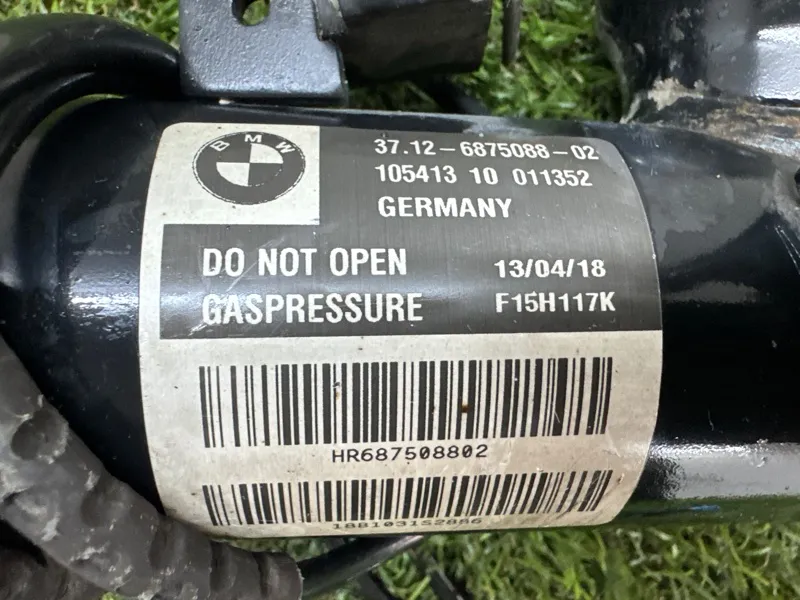 BMW
37.12-6875088-02
105413 10 011352
GERMANY
DO NOT OPEN
13/04/18
GASPRESSURE
F15H117K
HR687508802
188103152886